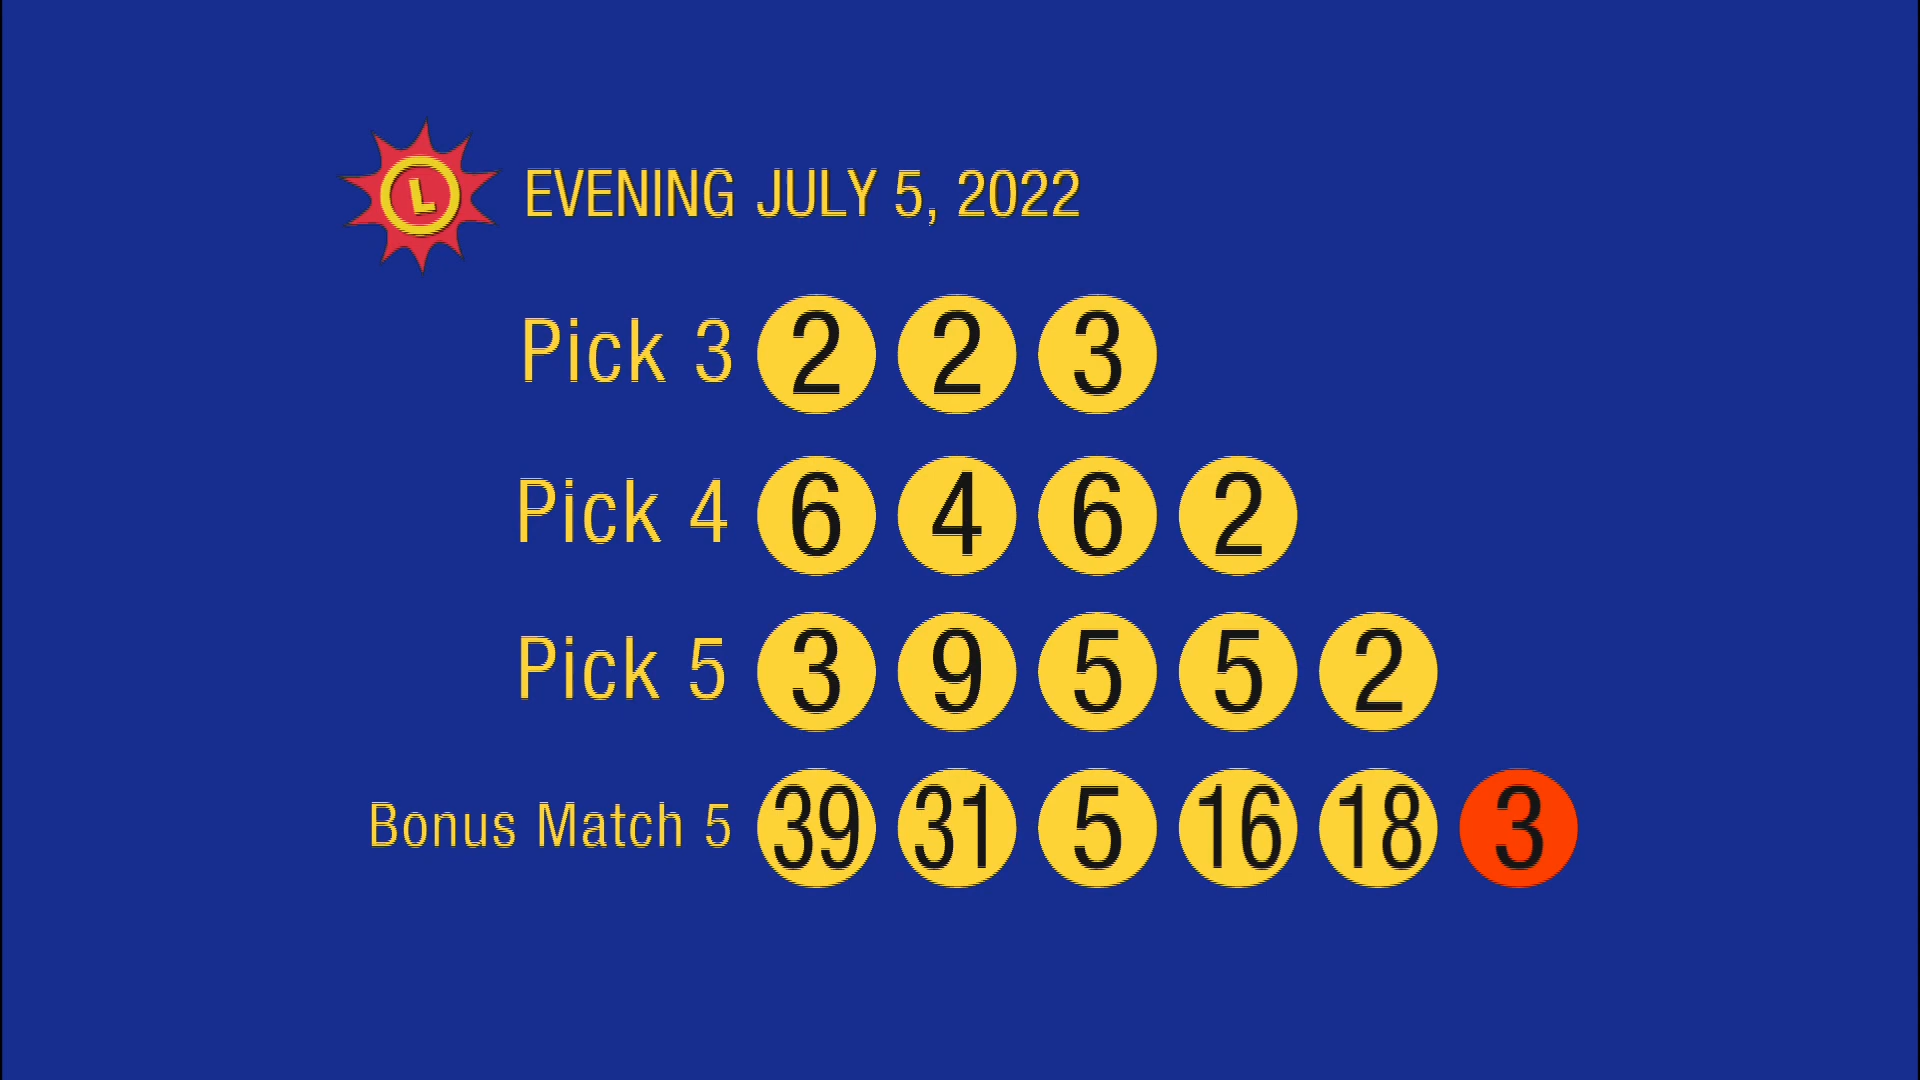 L EVENING JULY 5, 2022
Pick 3 2 2 3
Pick 4 6 4 6 2
Pick 5 3 9 5 5 2
Bonus Match 5 39 31 5 16 18 3